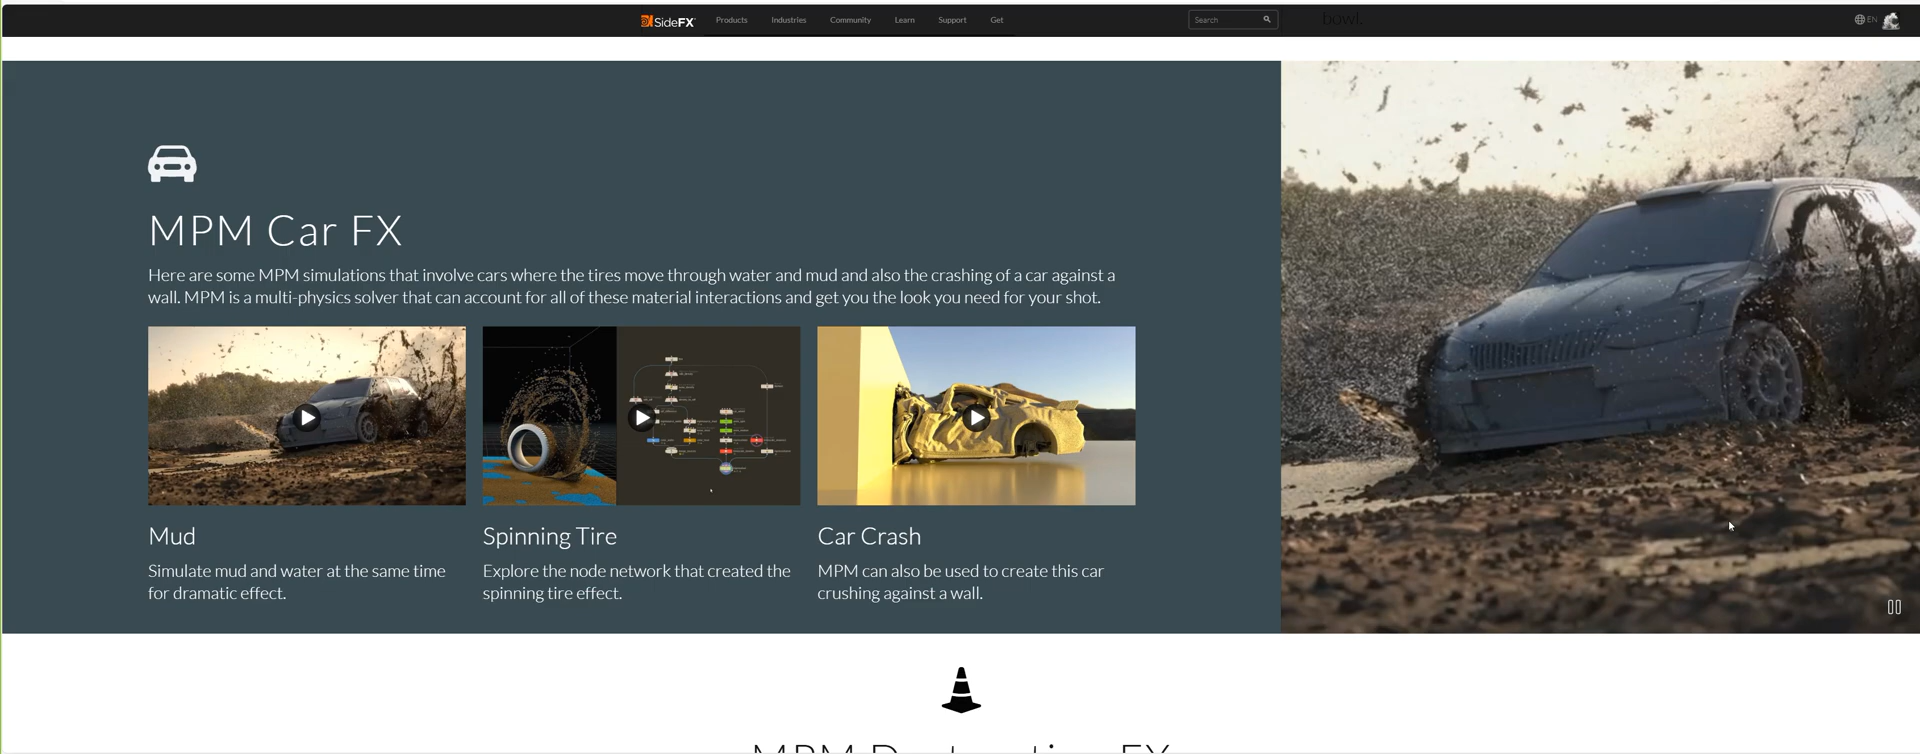 SideFX
Products
Industries
Community
Learn
Support
Get
Search
bowl.
EN
MPM Car FX
Here are some MPM simulations that involve cars where the tires move through water and mud and also the crashing of a car against a
wall. MPM is a multi-physics solver that can account for all of these material interactions and get you the look you need for your shot.
Mud
Simulate mud and water at the same time
for dramatic effect.
Spinning Tire
Explore the node network that created the
spinning tire effect.
Car Crash
MPM can also be used to create this car
crushing against a wall.
MPM Destruction FX